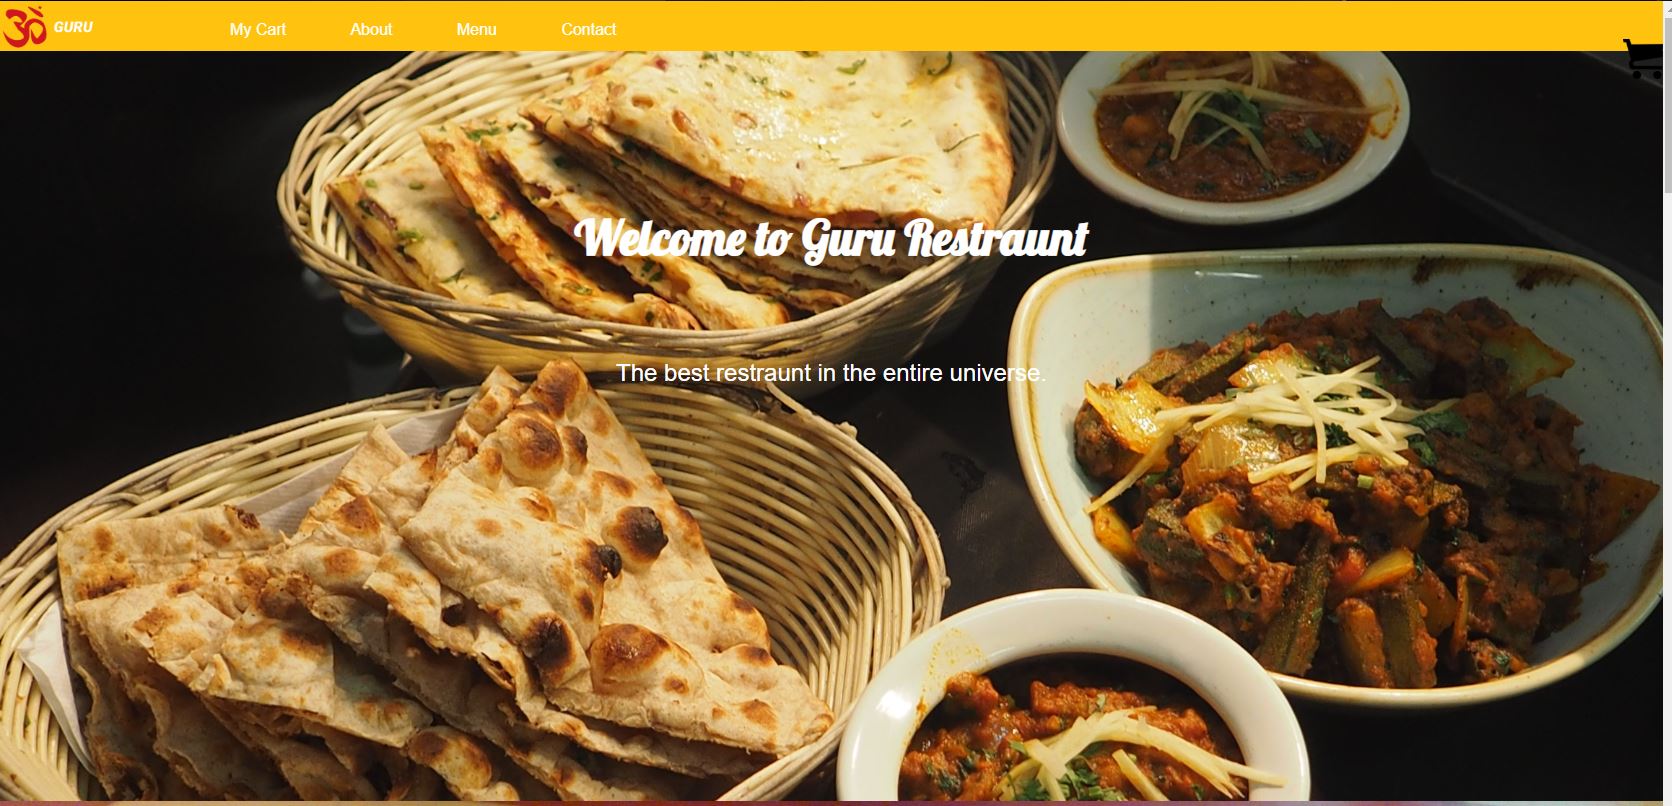 ॐ GURU My Cart About Menu Contact
Welcome to Guru Restraunt
The best restraunt in the entire universe.